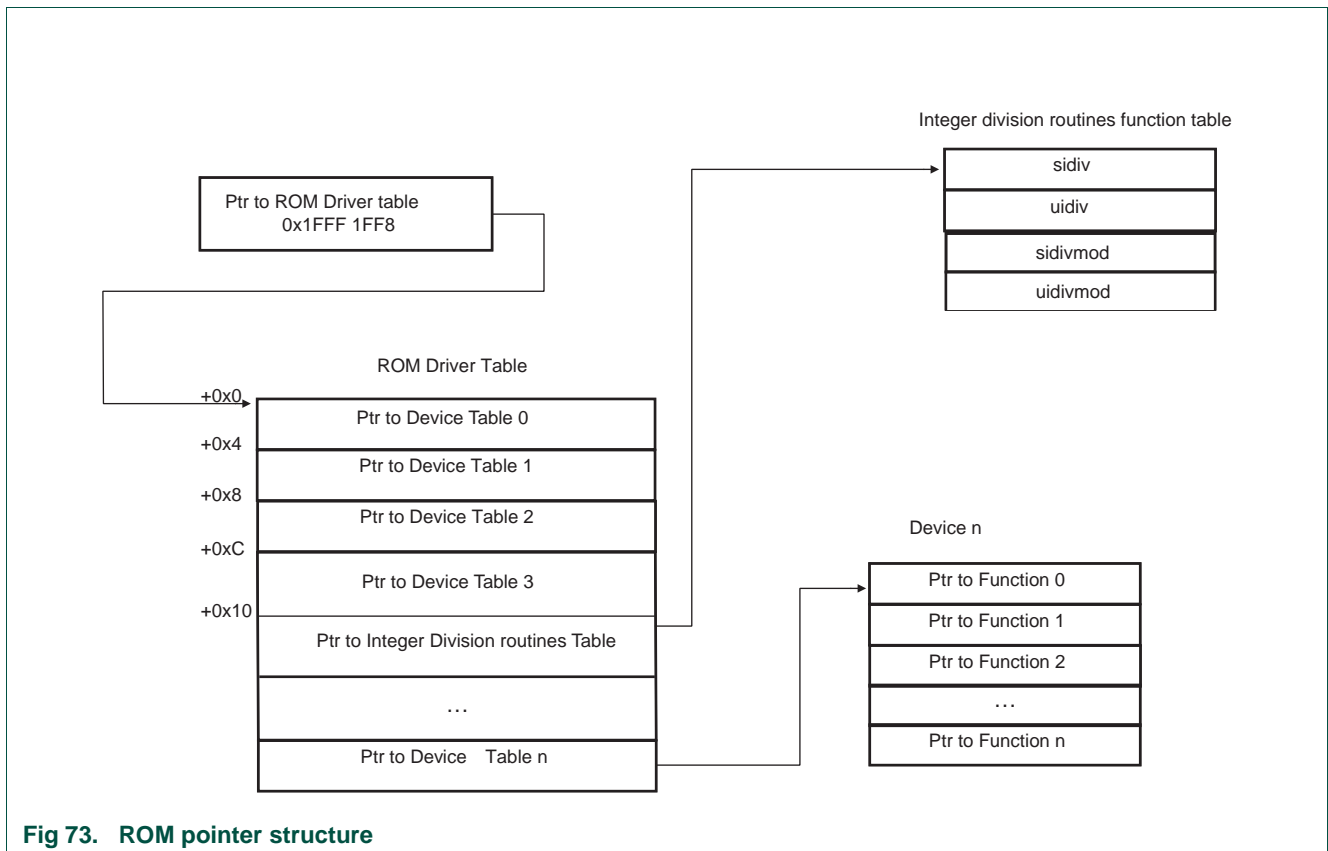 Integer division routines function table
sidiv
uidiv
sidivmod
uidivmod
Ptr to ROM Driver table
0x1FFF 1FF8
ROM Driver Table
+0x0
Ptr to Device Table 0
+0x4
Ptr to Device Table 1
+0x8
Ptr to Device Table 2
+0xC
Ptr to Device Table 3
+0x10
Ptr to Integer Division routines Table
…
Ptr to Device Table n
Device n
Ptr to Function 0
Ptr to Function 1
Ptr to Function 2
…
Ptr to Function n
Fig 73. ROM pointer structure